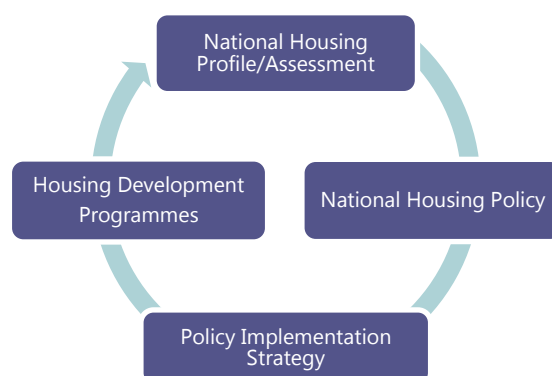 National Housing
Profile/Assessment
Housing Development
Programmes
National Housing Policy
Policy Implementation
Strategy